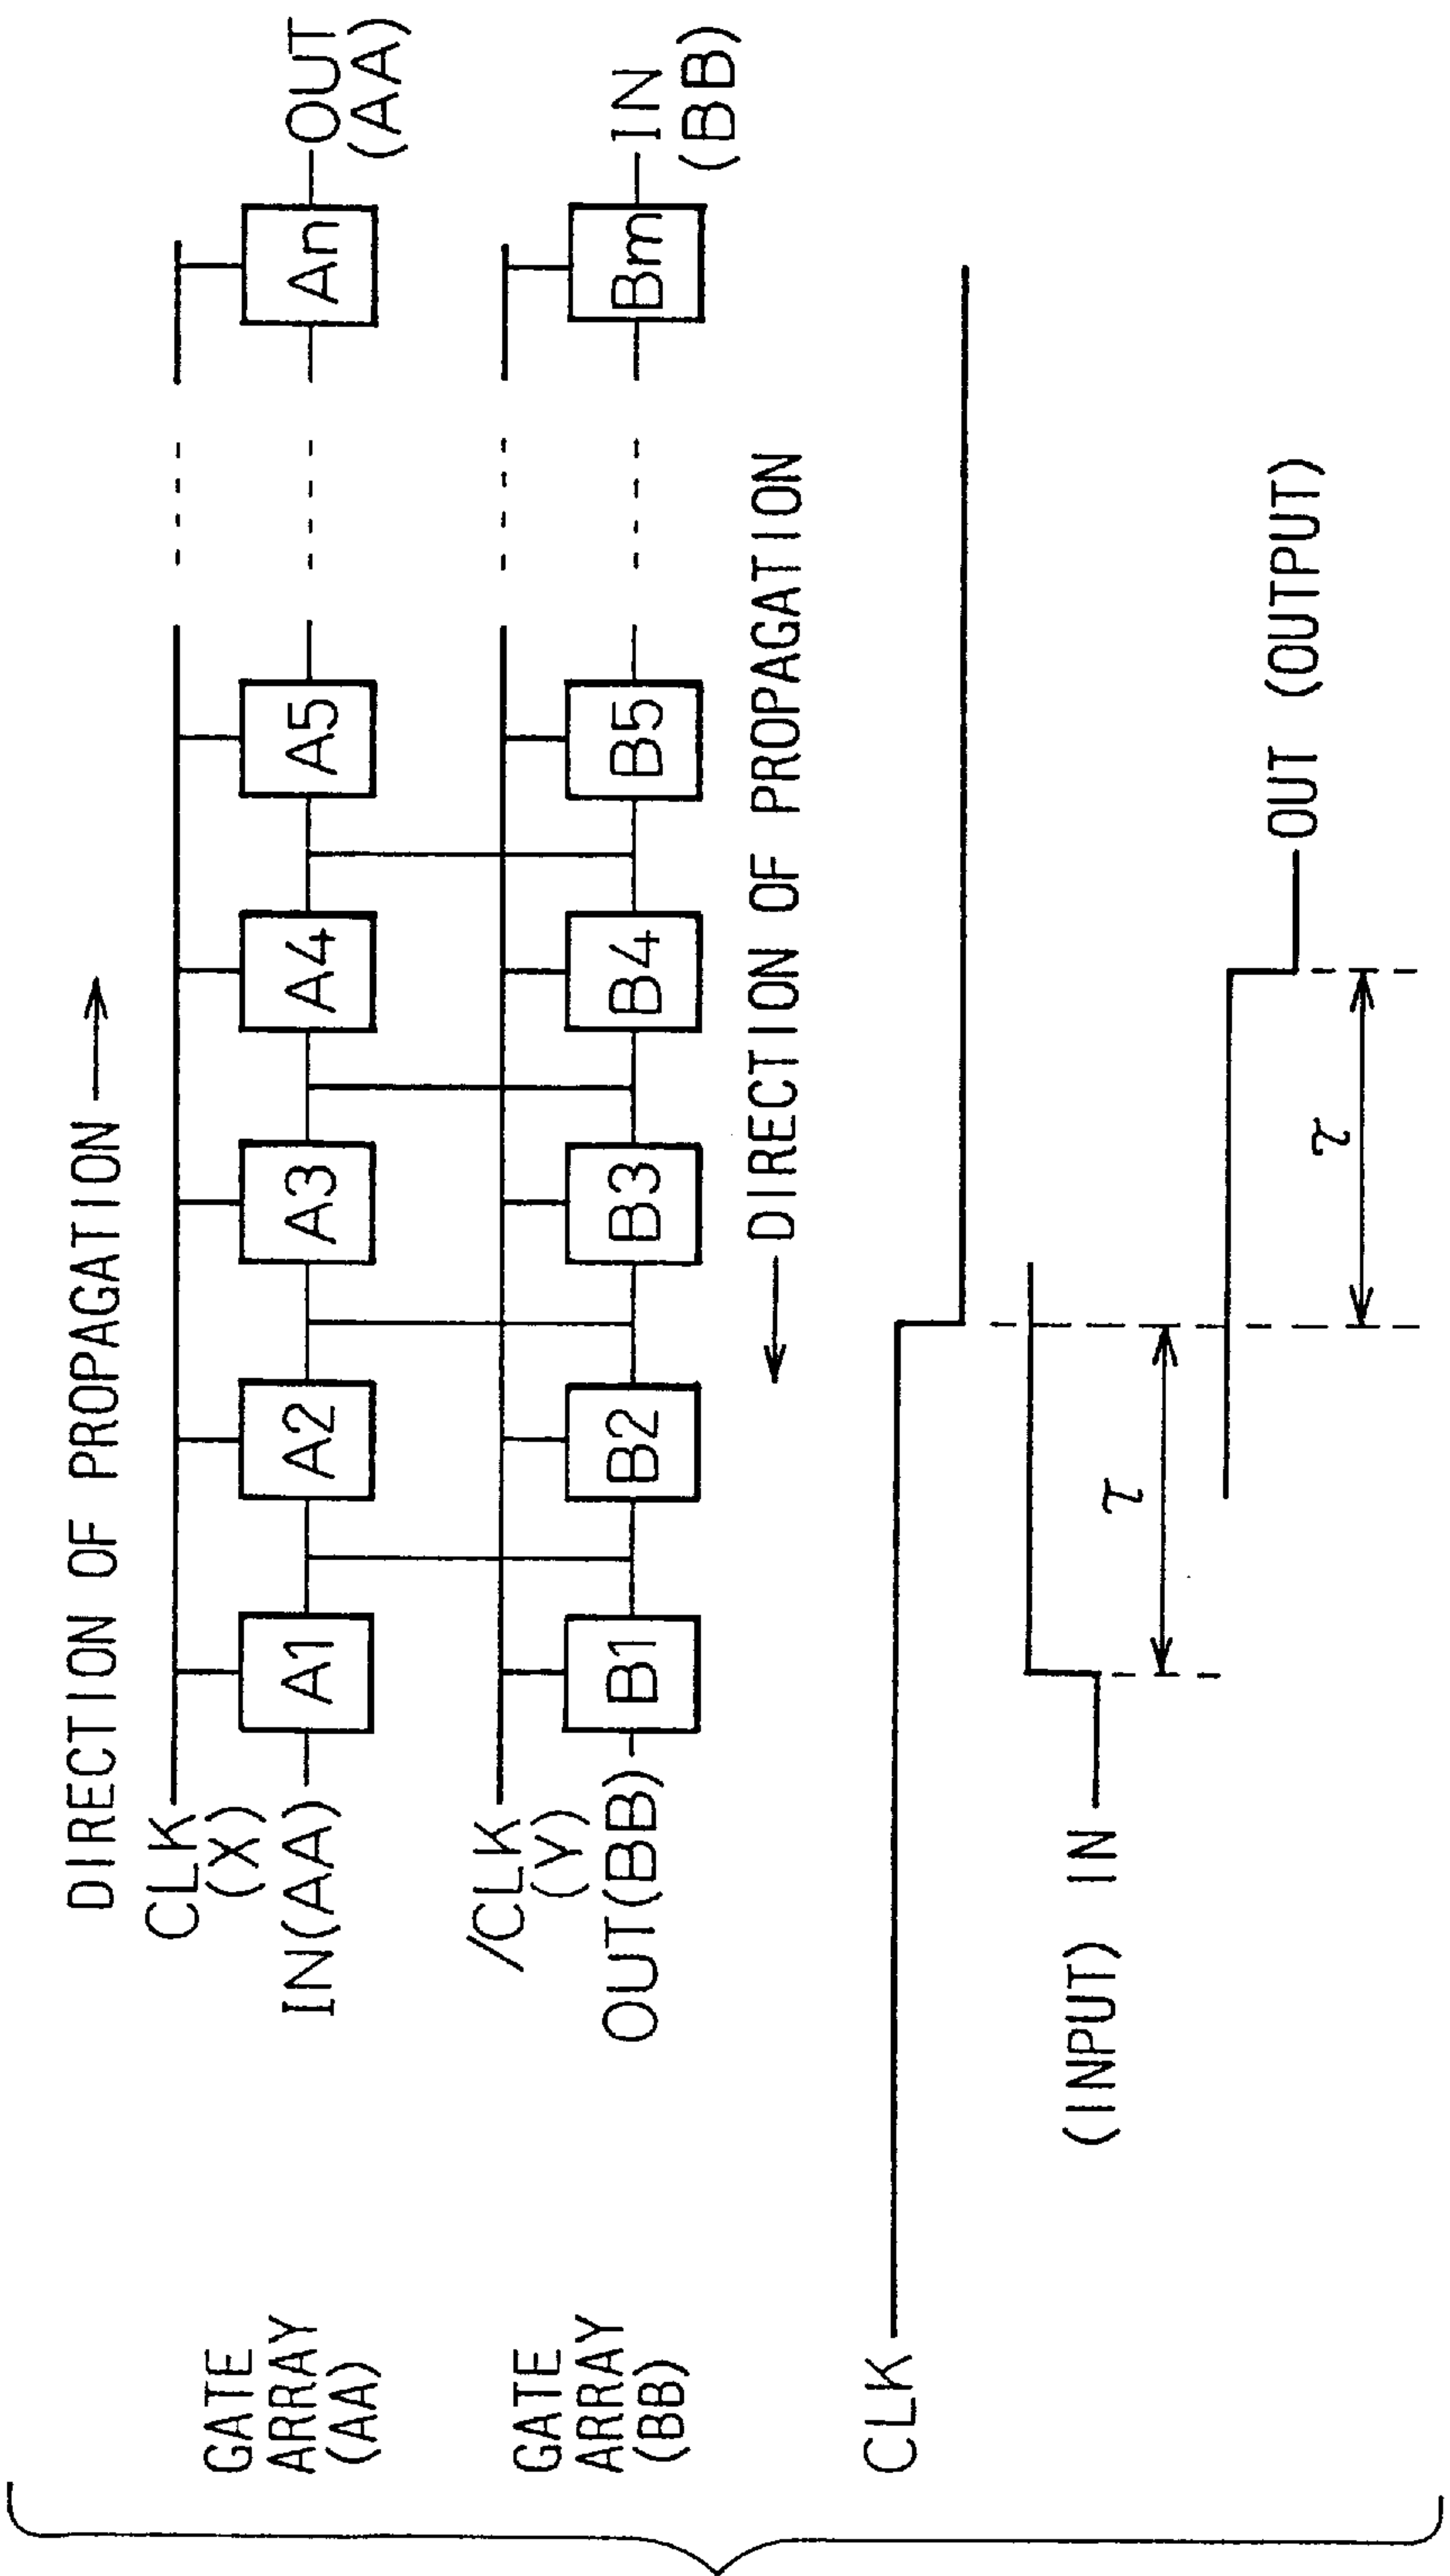 DIRECTION OF PROPAGATION
CLK
(X)
IN(AA)
A1
A2
A3
A4
A5
An
OUT
(AA)
GATE
ARRAY
(AA)
/CLK
(Y)
OUT(BB)
B1
B2
B3
B4
B5
Bm
IN
(BB)
GATE
ARRAY
(BB)
DIRECTION OF PROPAGATION
CLK
(INPUT) IN
τ
τ
OUT (OUTPUT)